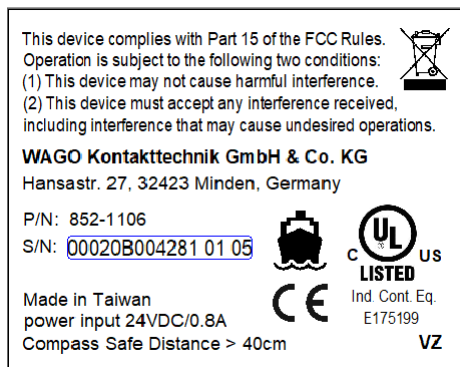 This device complies with Part 15 of the FCC Rules.
Operation is subject to the following two conditions:
(1) This device may not cause harmful interference.
(2) This device must accept any interference received,
including interference that may cause undesired operations.
WAGO Kontakttechnik GmbH & Co. KG
Hansastr. 27, 32423 Minden, Germany
P/N: 852-1106
S/N: 00020B004281 01 05
UL
C US
LISTED
CE
Ind. Cont. Eq.
E175199
Made in Taiwan
power input 24VDC/0.8A
Compass Safe Distance > 40cm
VZ